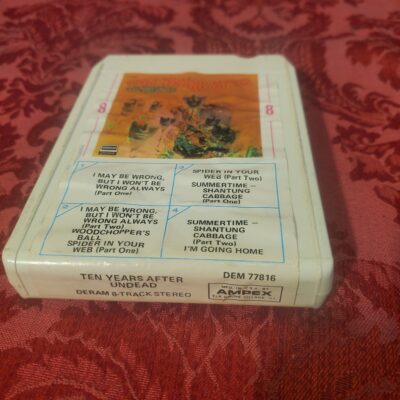 8
8
1
I MAY BE WRONG,
BUT I WON'T BE
WRONG ALWAYS
(Part One)
2
SPIDER IN YOUR
WEB (Part Two)
SUMMERTIME –
SHANTUNG
CABBAGE
(Part One)
3
I MAY BE WRONG,
BUT I WON'T BE
WRONG ALWAYS
(Part Two)
WOODCHOPPER'S
BALL
SPIDER IN YOUR
WEB (Part One)
4
SUMMERTIME –
SHANTUNG
CABBAGE
(Part Two)
I'M GOING HOME
TEN YEARS AFTER
UNDEAD
DERAM 8-TRACK STEREO
DEM 77816
MFG. IN U.S.A. BY
AMPEX